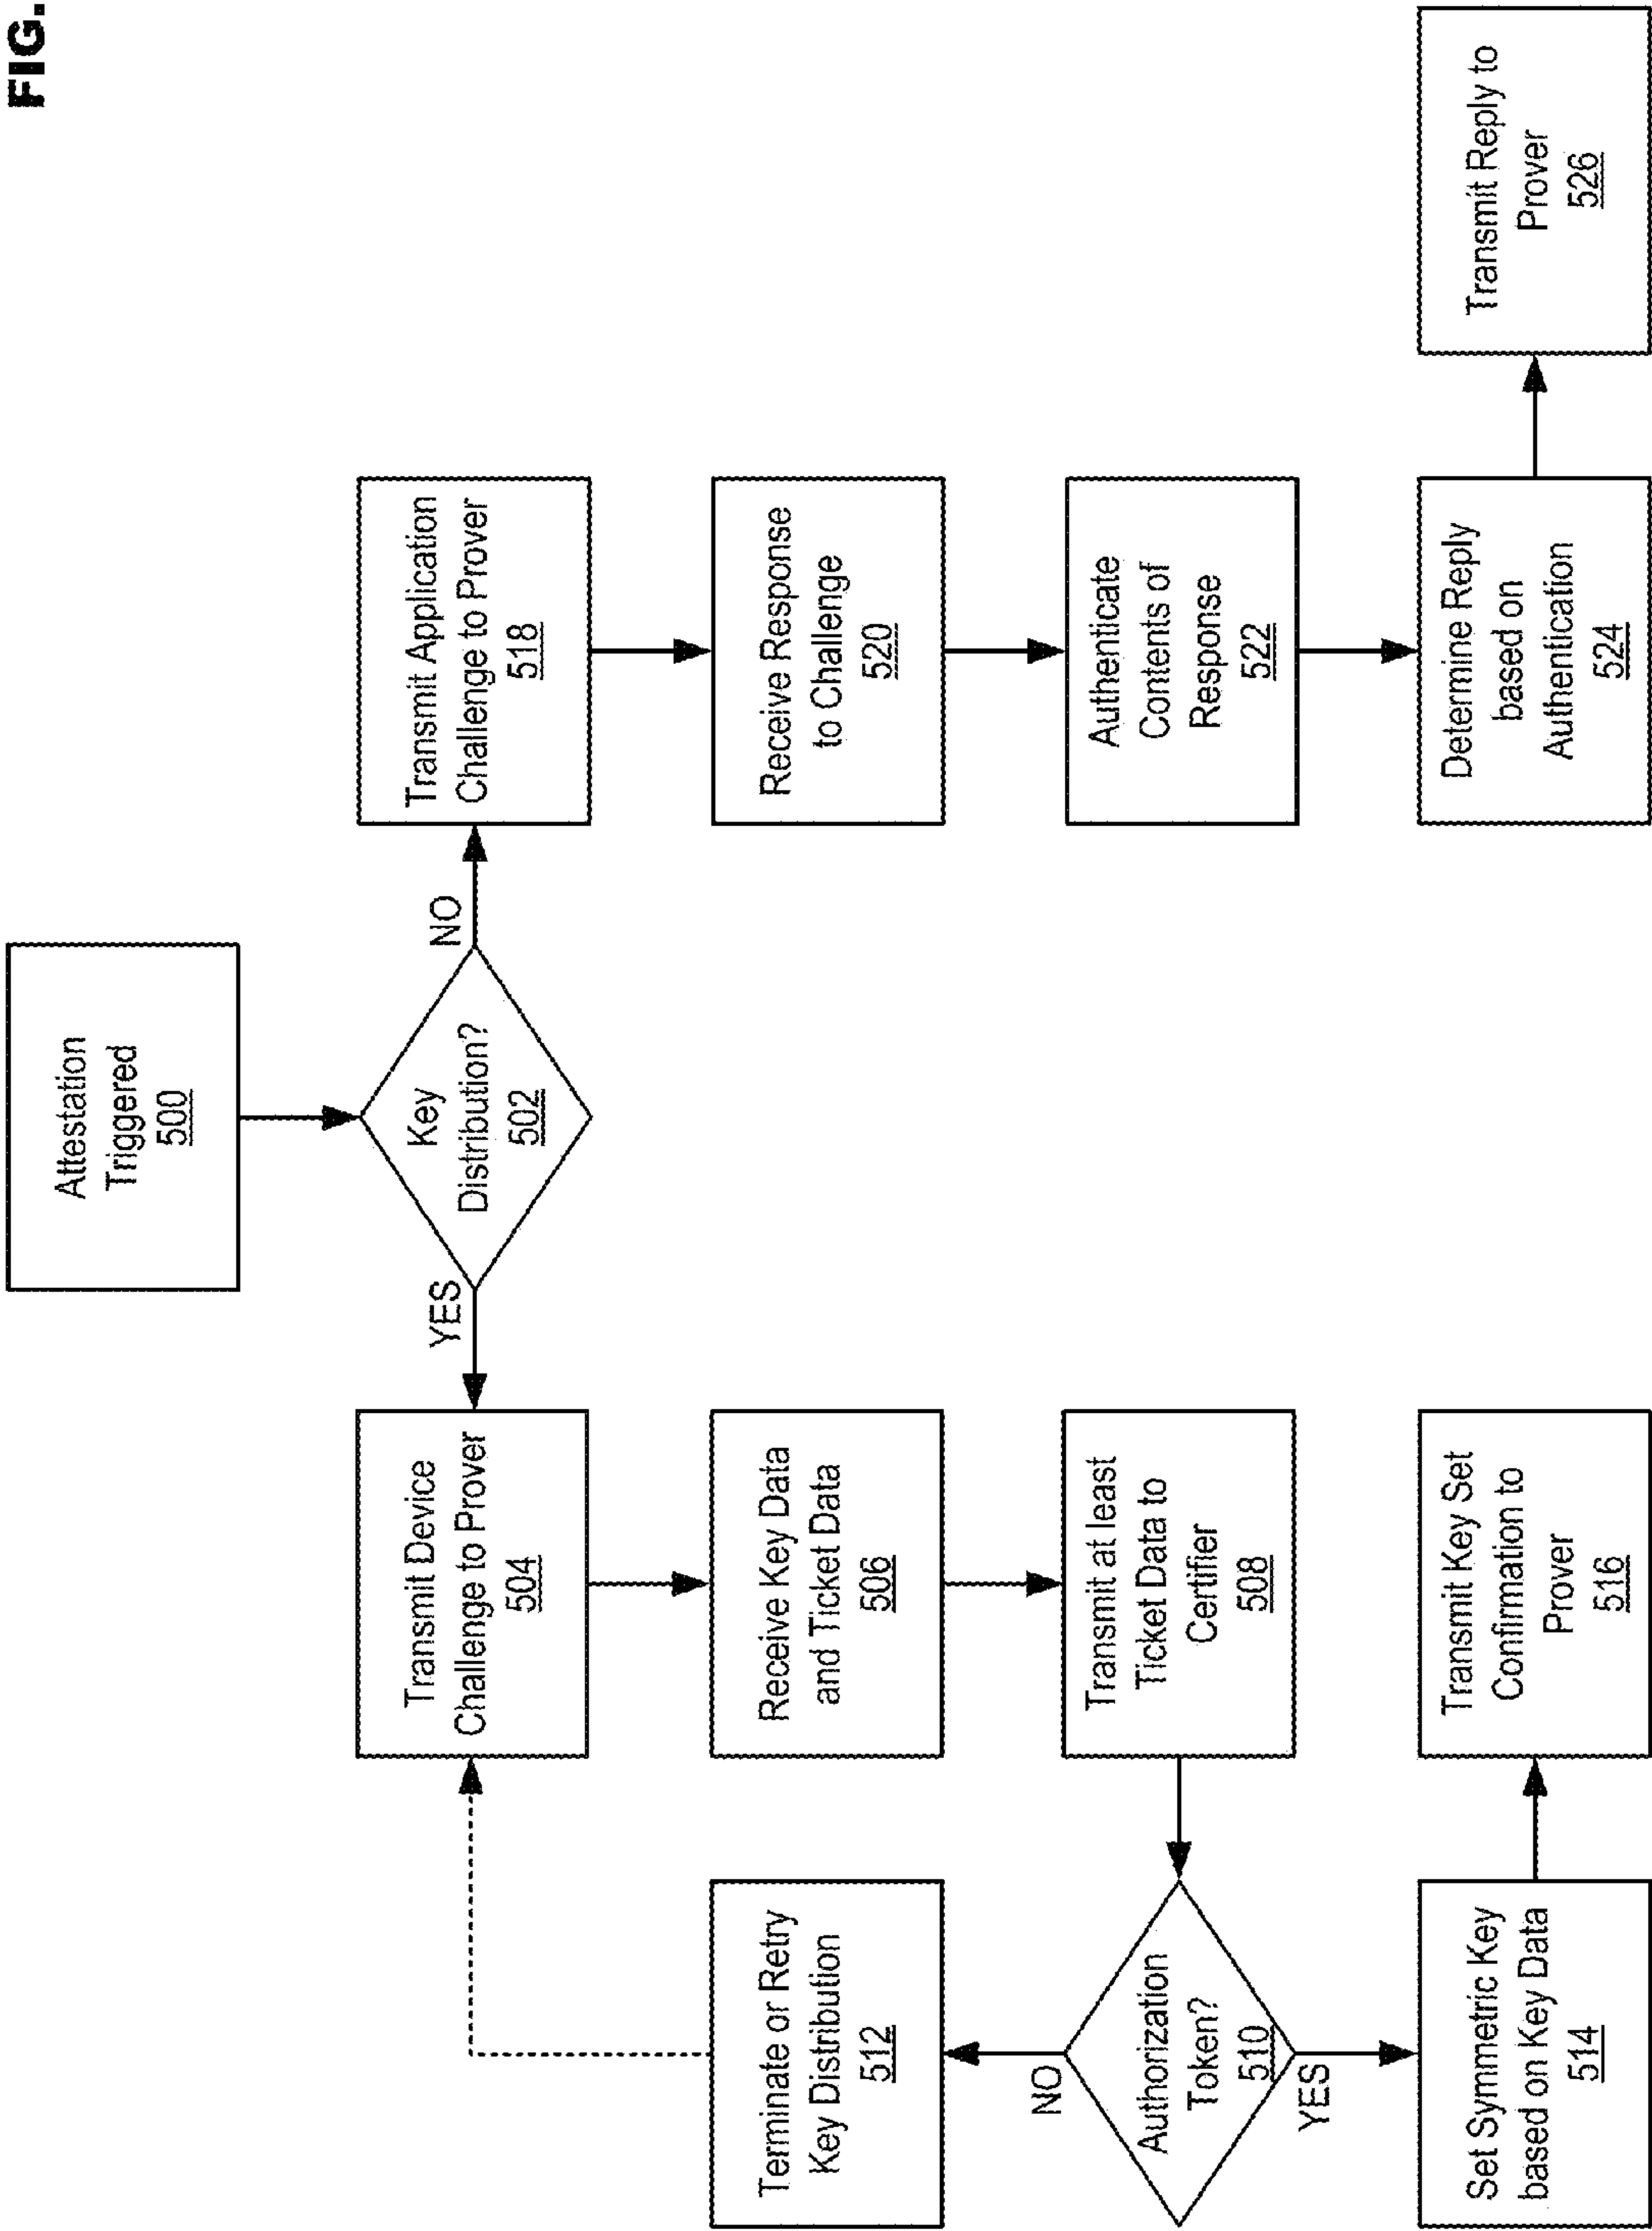 FIG.
Attestation
Triggered
500
Key
Distribution?
502
YES
NO
Transmit Device
Challenge to Prover
504
Receive Key Data
and Ticket Data
506
Transmit at least
Ticket Data to
Certifier
508
Authorization
Token?
510
NO
YES
Terminate or Retry
Key Distribution
512
Set Symmetric Key
based on Key Data
514
Transmit Key Set
Confirmation to
Prover
516
Transmit Application
Challenge to Prover
518
Receive Response
to Challenge
520
Authenticate
Contents of
Response
522
Determine Reply
based on
Authentication
524
Transmit Reply to
Prover
526